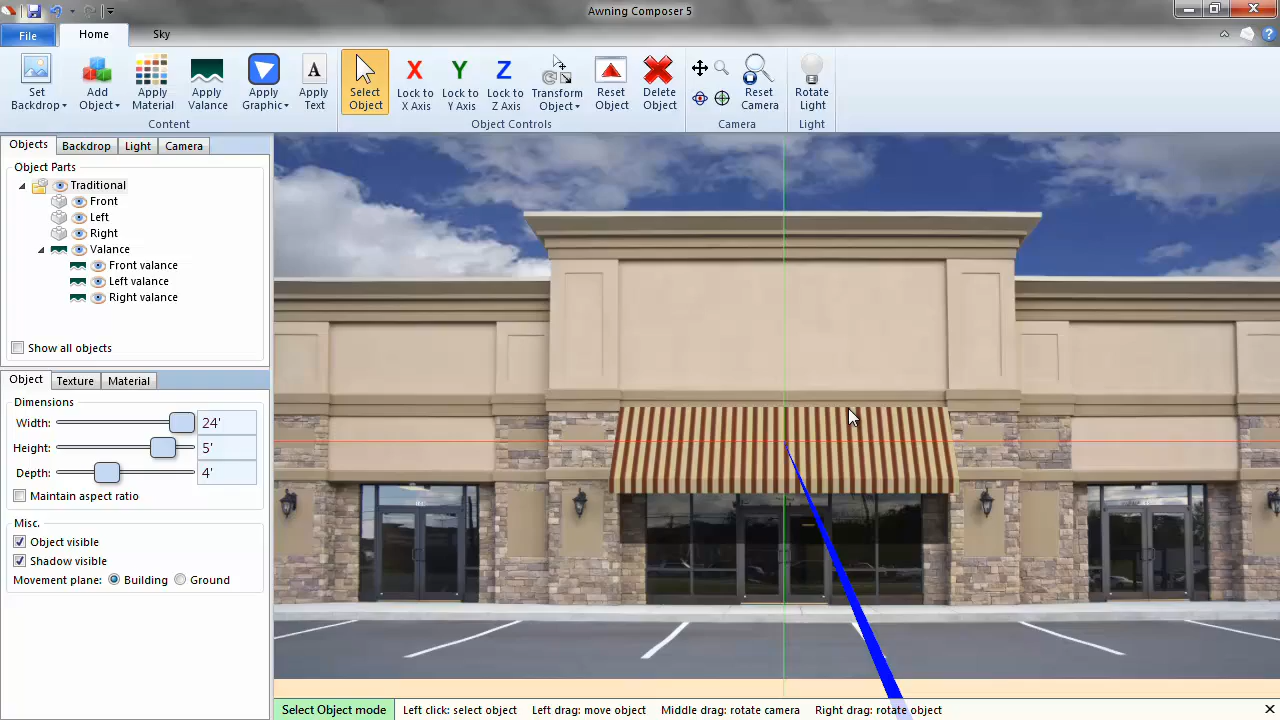 Awning Composer 5
File
Home
Sky
Set Backdrop
Add Object
Apply Material
Apply Valance
Apply Graphic
A
Apply Text
Select Object
X
Lock to X Axis
Y
Lock to Y Axis
Z
Lock to Z Axis
Transform Object
Reset Object
Delete Object
Reset Camera
Rotate Light
Content
Object Controls
Camera
Light
Objects
Backdrop
Light
Camera
Object Parts
Traditional
Front
Left
Right
Valance
Front valance
Left valance
Right valance
Show all objects
Object
Texture
Material
Dimensions
Width:
24'
Height:
5'
Depth:
4'
Maintain aspect ratio
Misc.
Object visible
Shadow visible
Movement plane:
Building
Ground
Select Object mode
Left click: select object
Left drag: move object
Middle drag: rotate camera
Right drag: rotate object